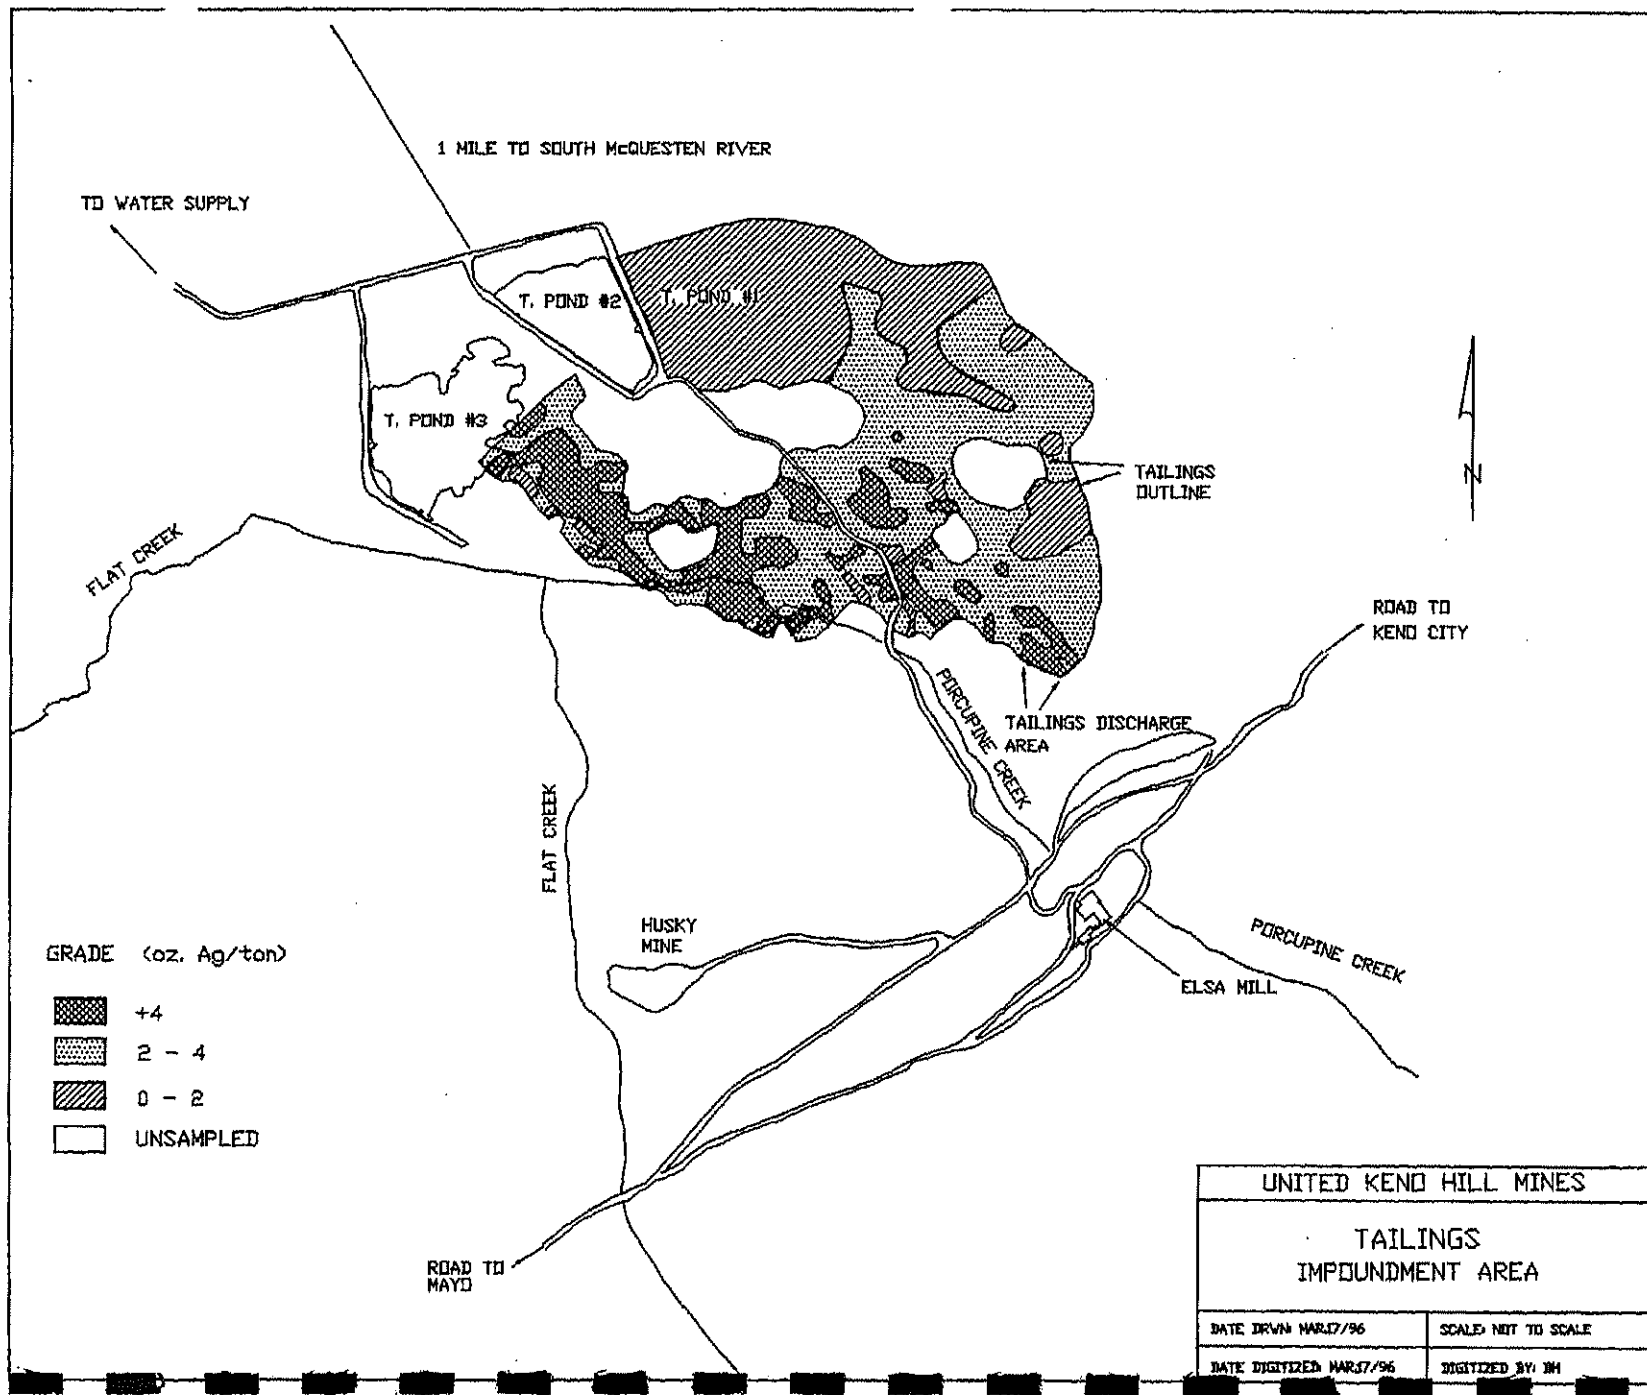 1 MILE TO SOUTH McQUESTEN RIVER
TO WATER SUPPLY
T. POND #2
T. POND #1
T. POND #3
TAILINGS
OUTLINE
N
FLAT CREEK
ROAD TO
KENO CITY
PORCUPINE CREEK
TAILINGS DISCHARGE
AREA
FLAT CREEK
HUSKY
MINE
PORCUPINE CREEK
ELSA MILL
GRADE (oz. Ag/ton)
+4
2 - 4
0 - 2
UNSAMPLED
ROAD TO
MAYO
UNITED KENO HILL MINES
TAILINGS
IMPOUNDMENT AREA
DATE DRWN: MAR.17/96
SCALE: NOT TO SCALE
DATE DIGITIZED: MAR.17/96
DIGITIZED BY: BH